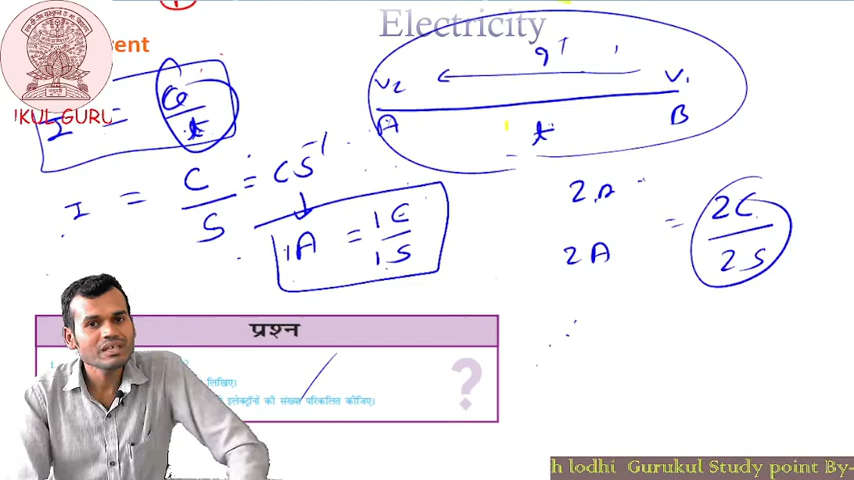 Electricity
rent
KUL GURU
I = Q/t
V2 q V1
A t B
I = C/S = CS-1
1A = 1C/1S
2A
2A = 2C/2S
प्रश्न
लिखिए।
इलेक्ट्रॉनों की संख्या परिकलित कीजिए।
?
h lodhi Gurukul Study point By-